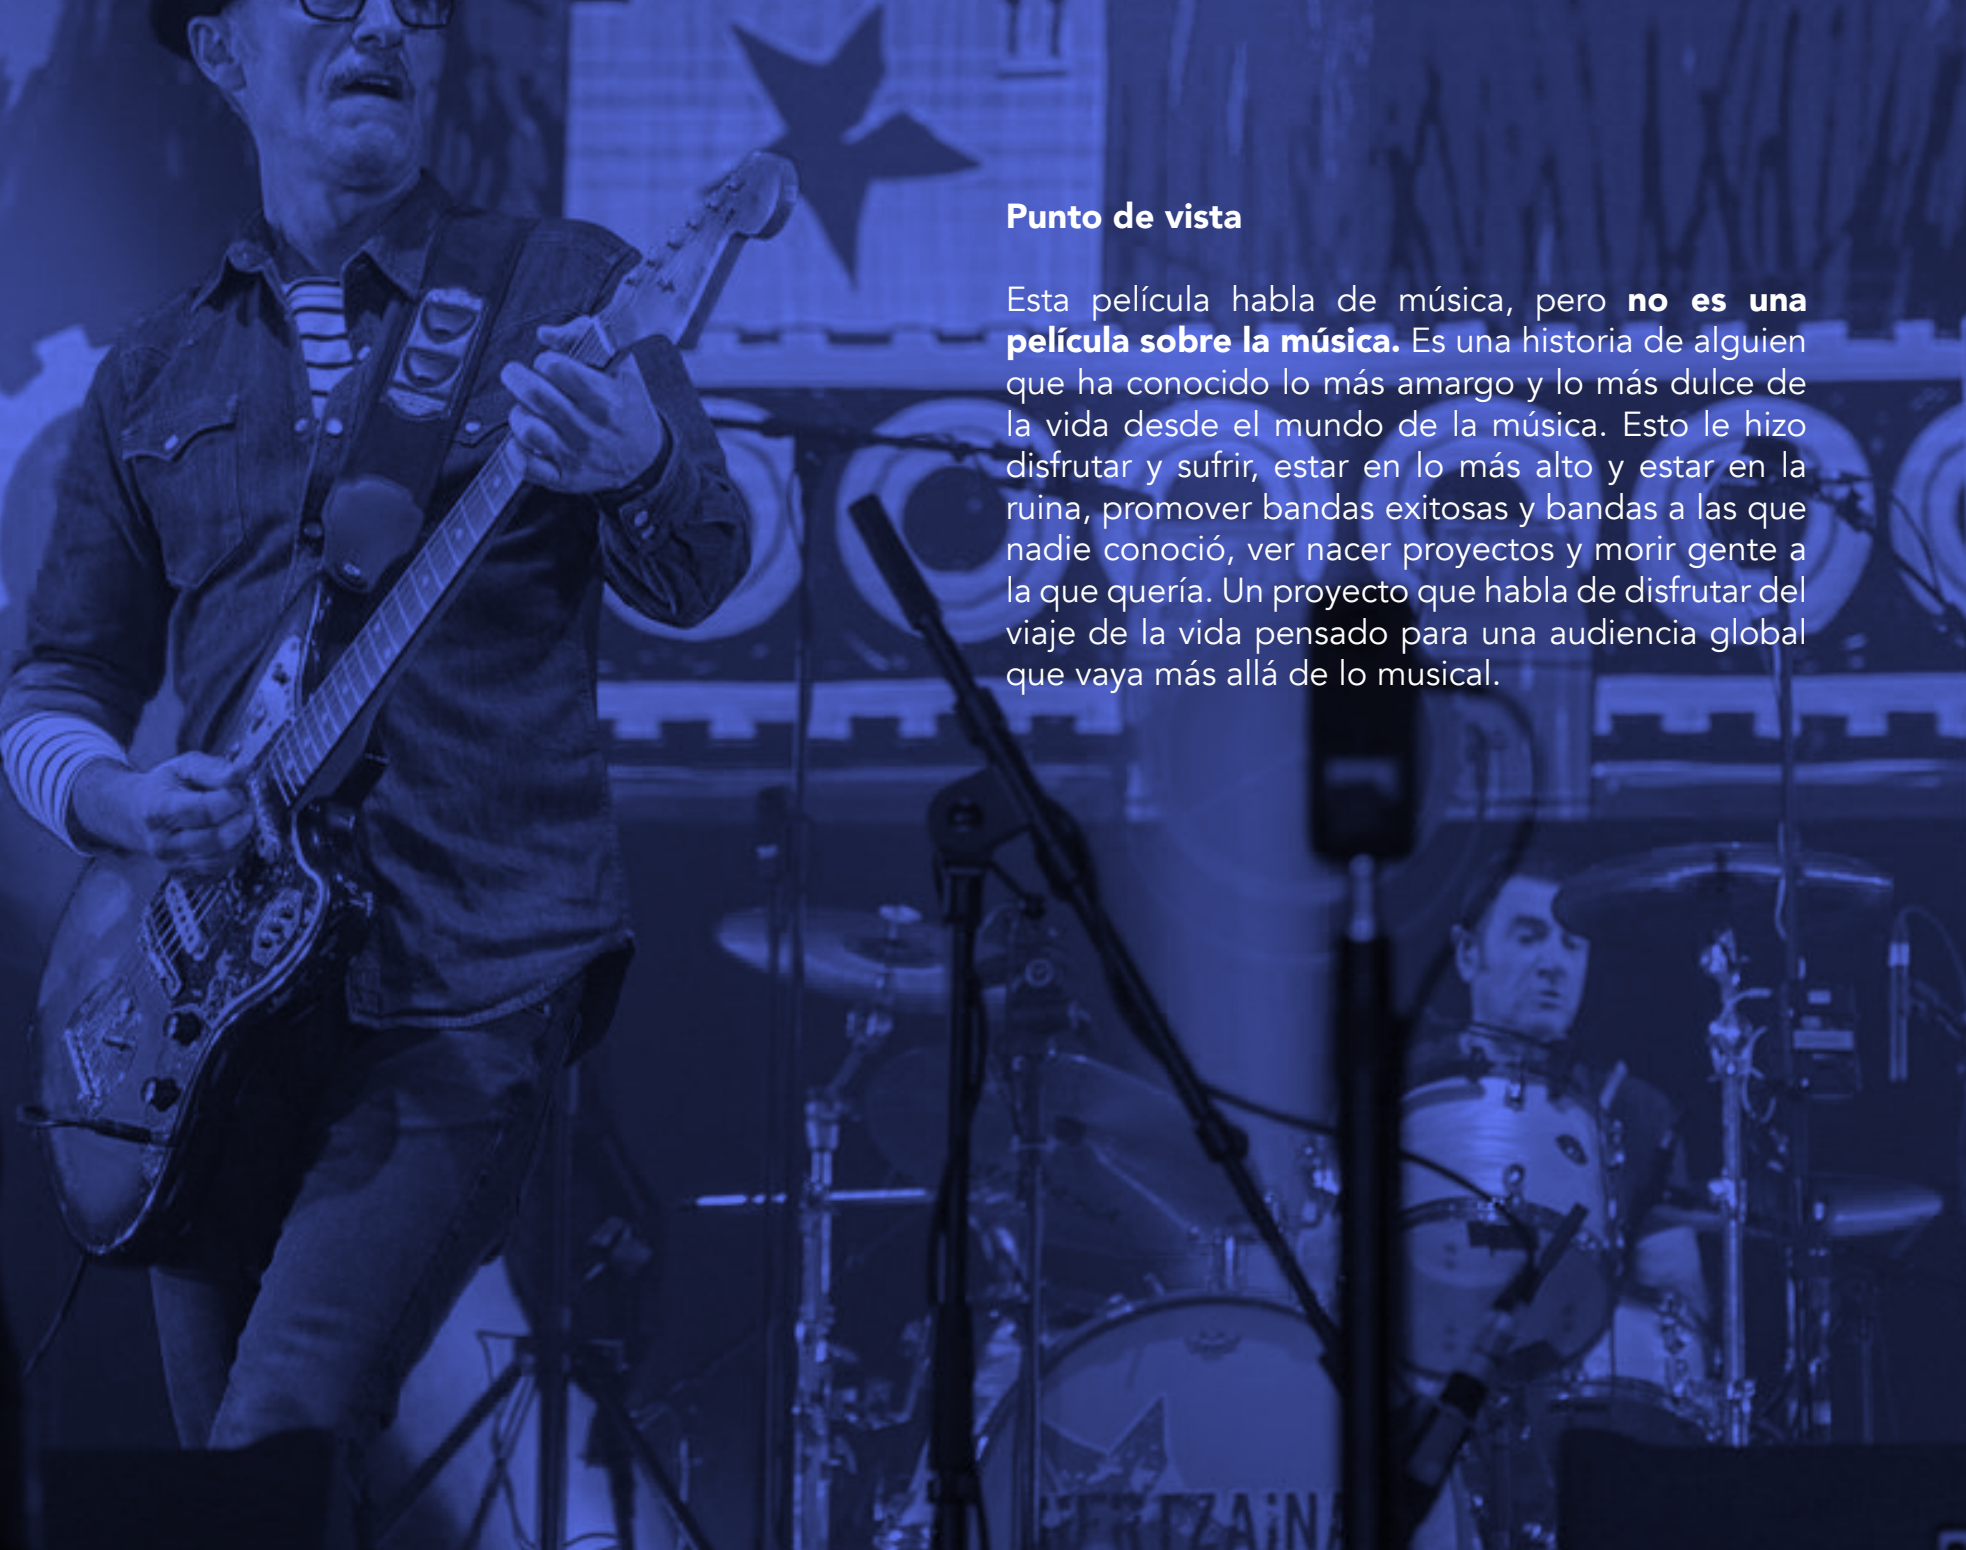 Punto de vista
Esta película habla de música, pero no es una
película sobre la música. Es una historia de alguien
que ha conocido lo más amargo y lo más dulce de
la vida desde el mundo de la música. Esto le hizo
disfrutar y sufrir, estar en lo más alto y estar en la
ruina, promover bandas exitosas y bandas a las que
nadie conoció, ver nacer proyectos y morir gente a
la que quería. Un proyecto que habla de disfrutar del
viaje de la vida pensado para una audiencia global
que vaya más allá de lo musical.